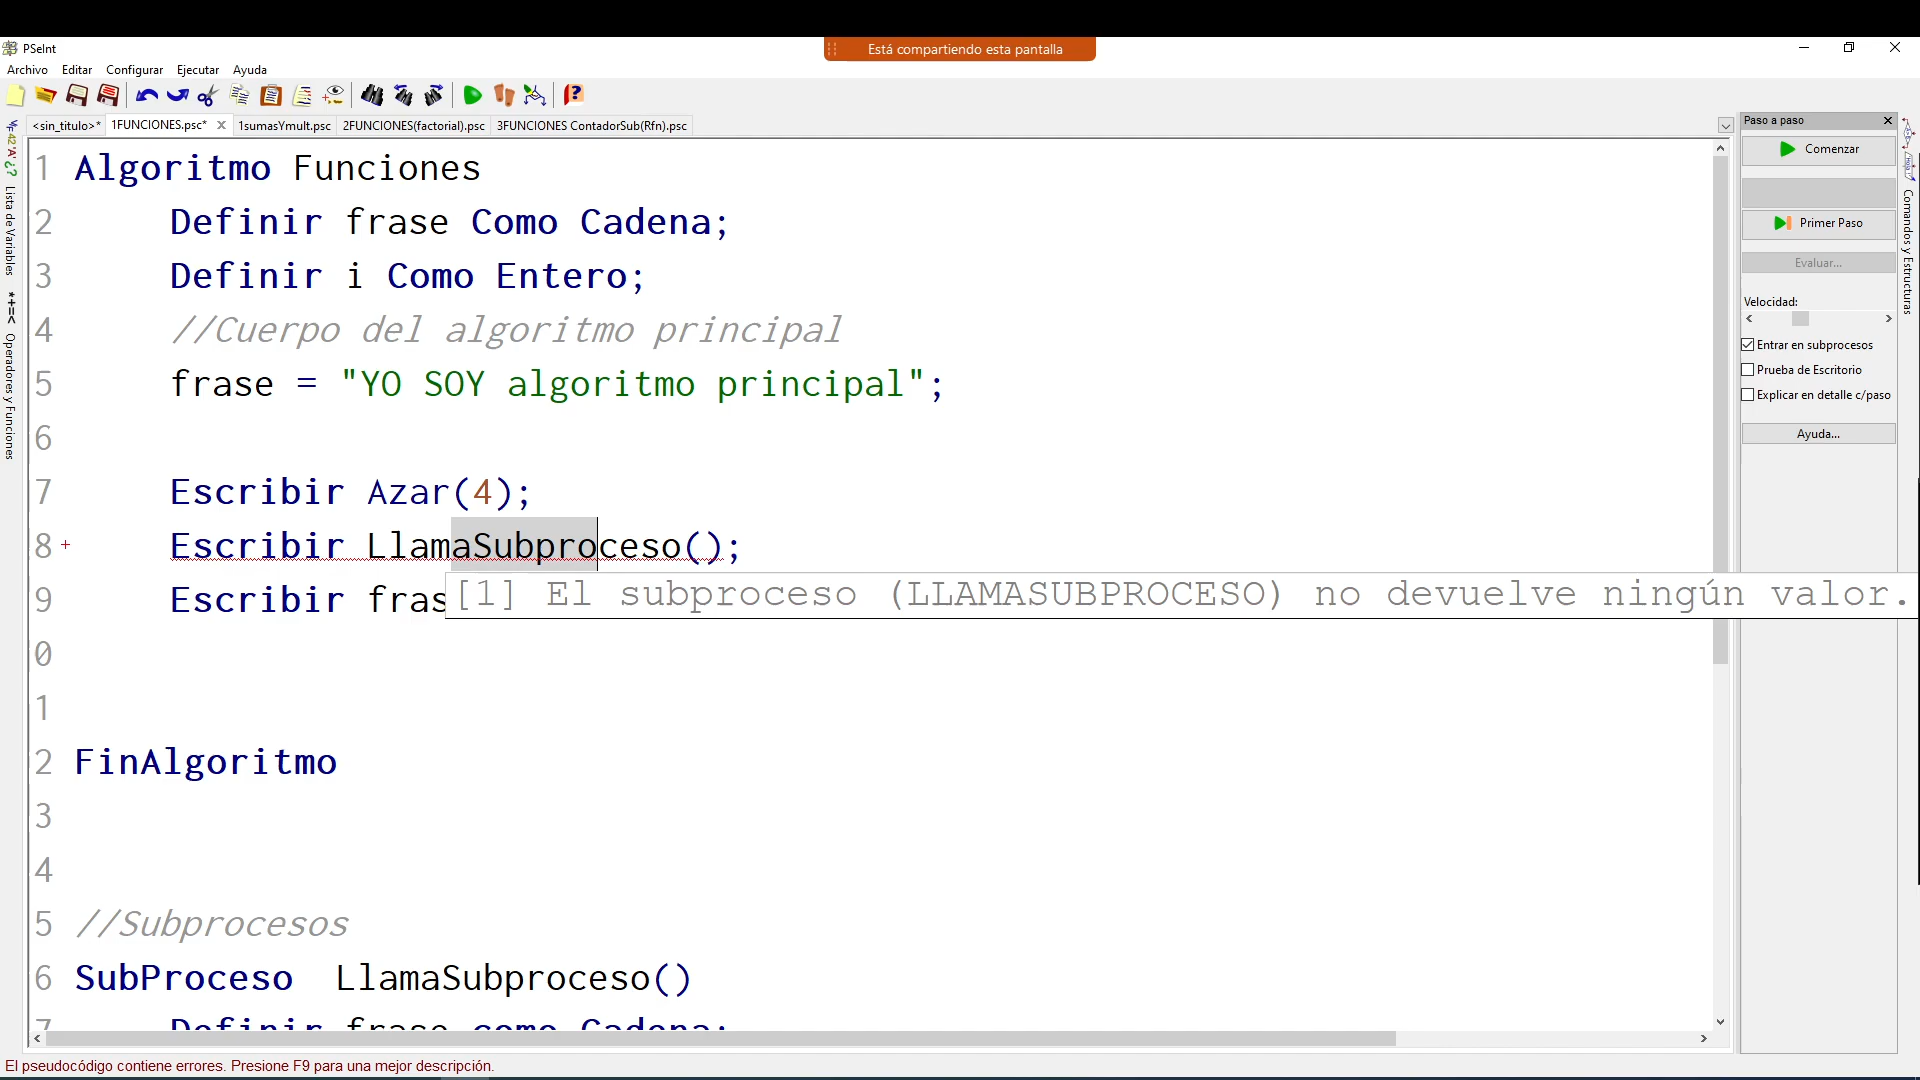 PSeInt
Está compartiendo esta pantalla
Archivo Editar Configurar Ejecutar Ayuda
<sin_titulo>* 1FUNCIONES.psc* 1sumasYmult.psc 2FUNCIONES(factorial).psc 3FUNCIONES ContadorSub(Rfn).psc
1 Algoritmo Funciones
2 Definir frase Como Cadena;
3 Definir i Como Entero;
4 //Cuerpo del algoritmo principal
5 frase = "YO SOY algoritmo principal";
6
7 Escribir Azar(4);
8 Escribir LlamaSubproceso();
9 Escribir fras
[1] El subproceso (LLAMASUBPROCESO) no devuelve ningún valor.
0
1
2 FinAlgoritmo
3
4
5 //Subprocesos
6 SubProceso LlamaSubproceso()
7 Definir frase como Cadena;
Lista de Variables
*+=< Operadores y Funciones
Paso a paso
Comenzar
Primer Paso
Evaluar...
Velocidad:
Entrar en subprocesos
Prueba de Escritorio
Explicar en detalle c/paso
Ayuda...
Comandos y Estructuras
El pseudocódigo contiene errores. Presione F9 para una mejor descripción.